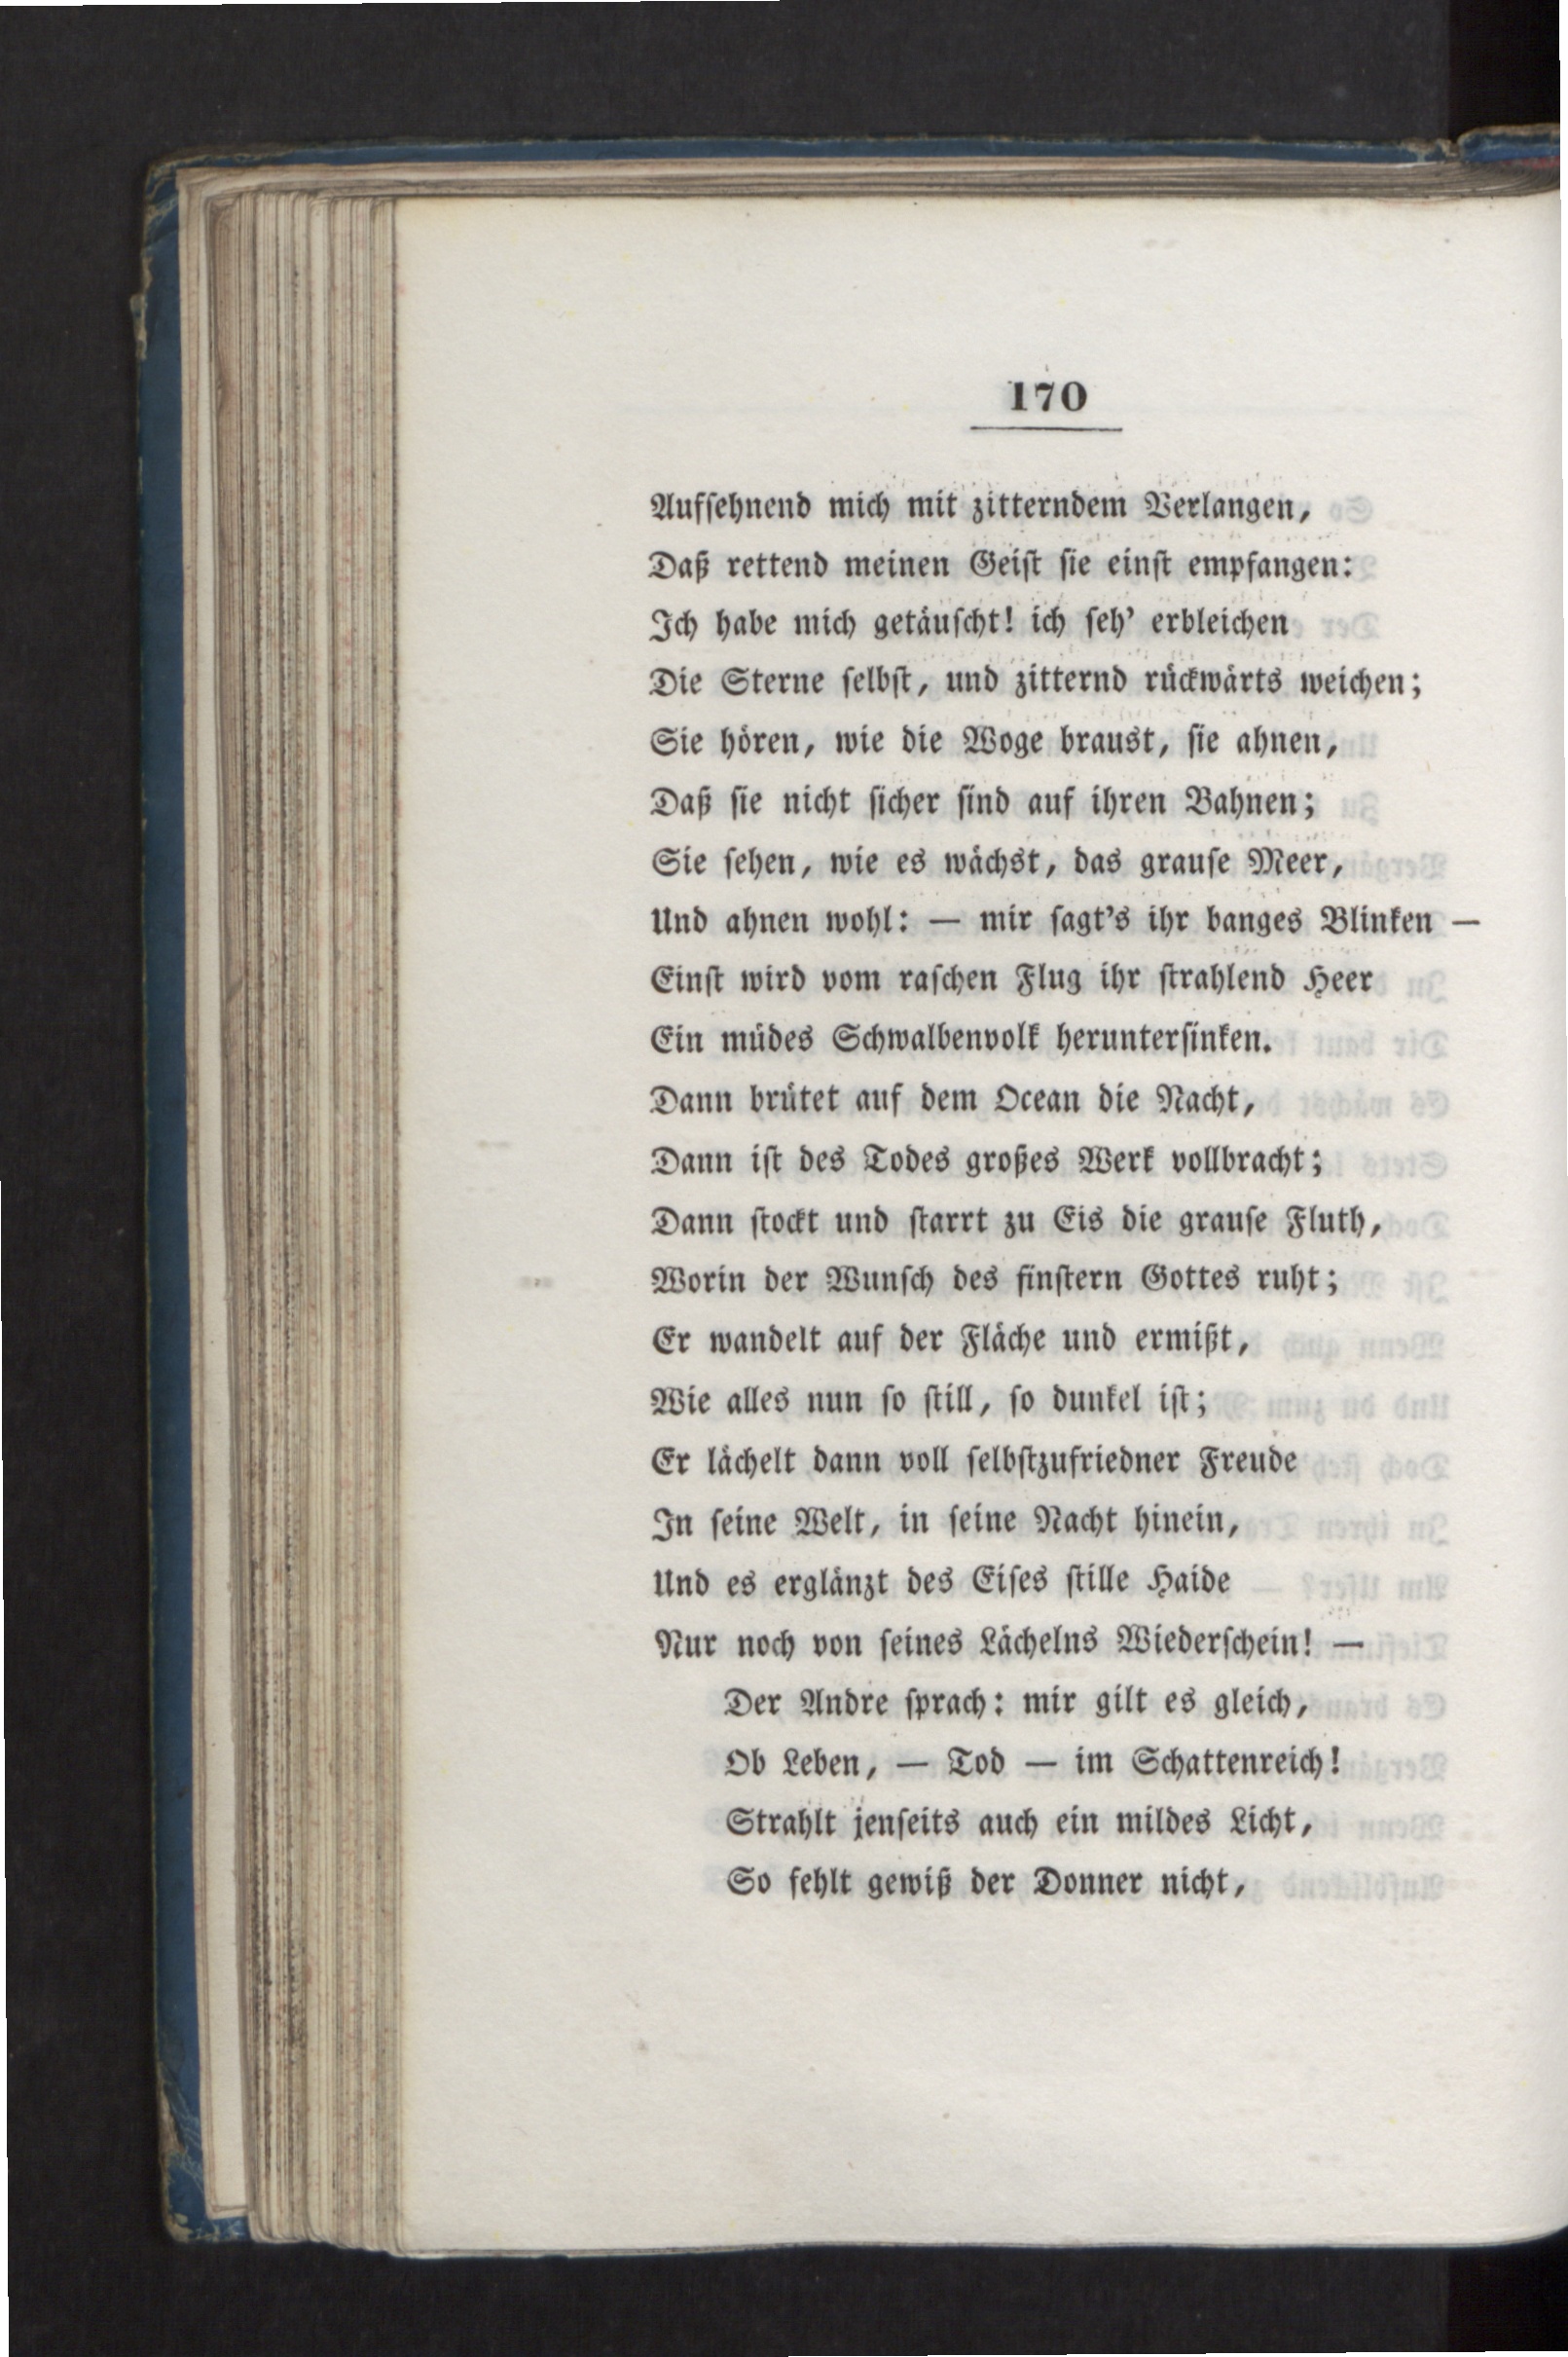 170
Aufſehnend mich mit zitterndem Verlangen,
Daß rettend meinen Geiſt ſie einſt empfangen:
Ich habe mich getäuſcht! ich ſeh’ erbleichen
Die Sterne ſelbſt, und zitternd rückwärts weichen;
Sie hören, wie die Woge braust, ſie ahnen,
Daß ſie nicht ſicher ſind auf ihren Bahnen;
Sie ſehen, wie es wächst, das grauſe Meer,
Und ahnen wohl: — mir ſagt’s ihr banges Blinken —
Einſt wird vom raſchen Flug ihr ſtrahlend Heer
Ein müdes Schwalbenvolk herunterſinken.
Dann brütet auf dem Ocean die Nacht,
Dann iſt des Todes großes Werk vollbracht;
Dann ſtockt und ſtarrt zu Eis die grauſe Fluth,
Worin der Wunſch des finſtern Gottes ruht;
Er wandelt auf der Fläche und ermißt,
Wie alles nun ſo ſtill, ſo dunkel iſt;
Er lächelt dann voll ſelbſtzufriedner Freude
In ſeine Welt, in ſeine Nacht hinein,
Und es erglänzt des Eiſes ſtille Haide
Nur noch von ſeines Lächelns Wiederſchein! —
Der Andre ſprach: mir gilt es gleich,
Ob Leben, — Tod — im Schattenreich!
Strahlt jenſeits auch ein mildes Licht,
So fehlt gewiß der Donner nicht,